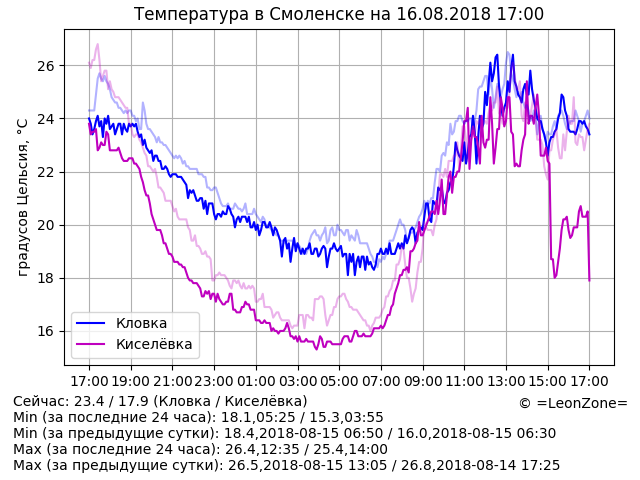 Температура в Смоленске на 16.08.2018 17:00
градусов Цельсия, °C
26
24
22
20
18
16
Кловка
Киселёвка
17:00 19:00 21:00 23:00 01:00 03:00 05:00 07:00 09:00 11:00 13:00 15:00 17:00
Сейчас: 23.4 / 17.9 (Кловка / Киселёвка)
© =LeonZone=
Min (за последние 24 часа): 18.1,05:25 / 15.3,03:55
Min (за предыдущие сутки): 18.4,2018-08-15 06:50 / 16.0,2018-08-15 06:30
Max (за последние 24 часа): 26.4,12:35 / 25.4,14:00
Max (за предыдущие сутки): 26.5,2018-08-15 13:05 / 26.8,2018-08-14 17:25